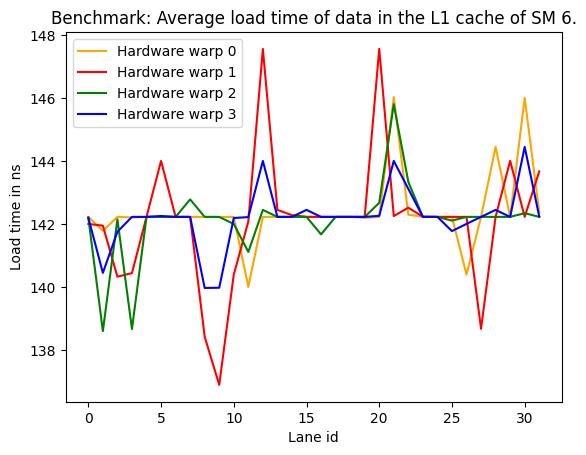 Benchmark: Average load time of data in the L1 cache of SM 6.
148
146
144
142
140
138
Load time in ns
Hardware warp 0
Hardware warp 1
Hardware warp 2
Hardware warp 3
0 5 10 15 20 25 30
Lane id